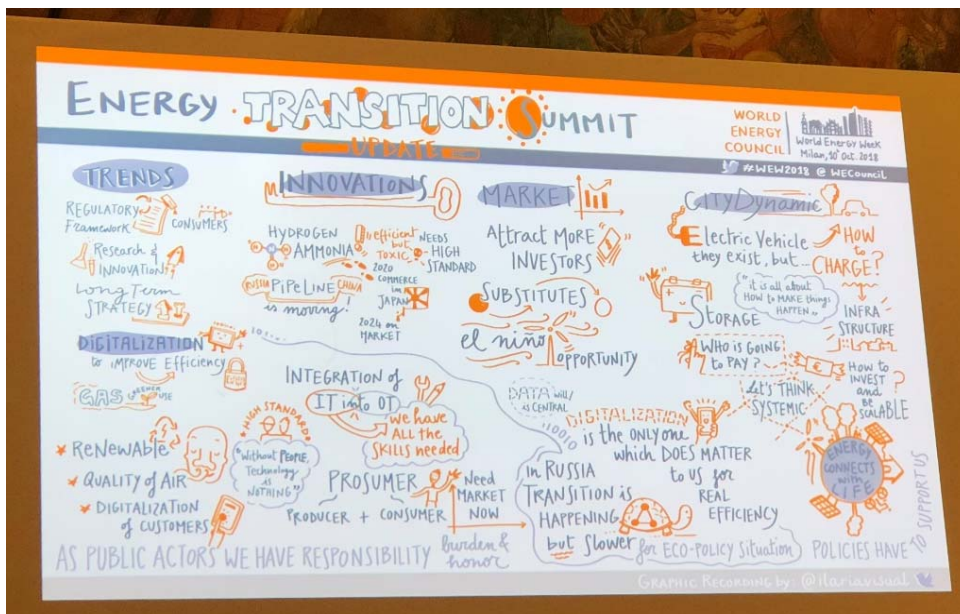 ENERGY TRANSITION SUMMIT
UPDATE
WORLD
ENERGY
COUNCIL
World Energy Week
Milan, 10th Oct. 2018
#WEW2018 @ WECouncil
TRENDS
REGULATORY
Framework
CONSUMERS
Research &
INNOVATION
Long Term
STRATEGY
DIGITALIZATION
to IMPROVE Efficiency
GAS
USE
ReNewAble
QUALITY of AIR
DIGITALIZATION
of CUSTOMERS
INNOVATIONS
HYDROGEN
AMMONIA
efficient
but
TOXIC
NEEDS
HIGH
STANDARD
RUSSIA PIPELINE CHINA
is moving!
2020
COMMERCE
in
JAPAN
2024 on
MARKET
INTEGRATION of
IT into OT
we have
ALL the
SKILLS needed
HIGH STANDARD
"Without PEOPLE,
Technology
is
NOTHING"
PROSUMER
PRODUCER + CONSUMER
Need
MARKET
NOW
MARKET
Attract More
INVESTORS
SUBSTITUTES
el niño
OPPORTUNITY
DATA will
CENTRAL
10010
DIGITALIZATION
is the ONLY one
which DOES MATTER
to us for
REAL
EFFICIENCY
in RUSSIA
TRANSITION is
HAPPENING
but slower for ECO-POLICY Situation
CITY Dynamic
Electric Vehicle
they exist, but...
HOW
to
CHARGE?
INFRA
STRUCTURE
STORAGE
"it is all about
HOW to MAKE things
HAPPEN"
WHO is GOING
to PAY?
€
HOW to
INVEST
and
BE
SCALABLE
?
let's THINK
SYSTEMIC
ENERGY
CONNECTS
with
LIFE
AS PUBLIC ACTORS WE HAVE RESPONSIBILITY burden &
honor
POLICIES HAVE TO SUPPORT US
GRAPHIC RECORDING by: @ilariavisual